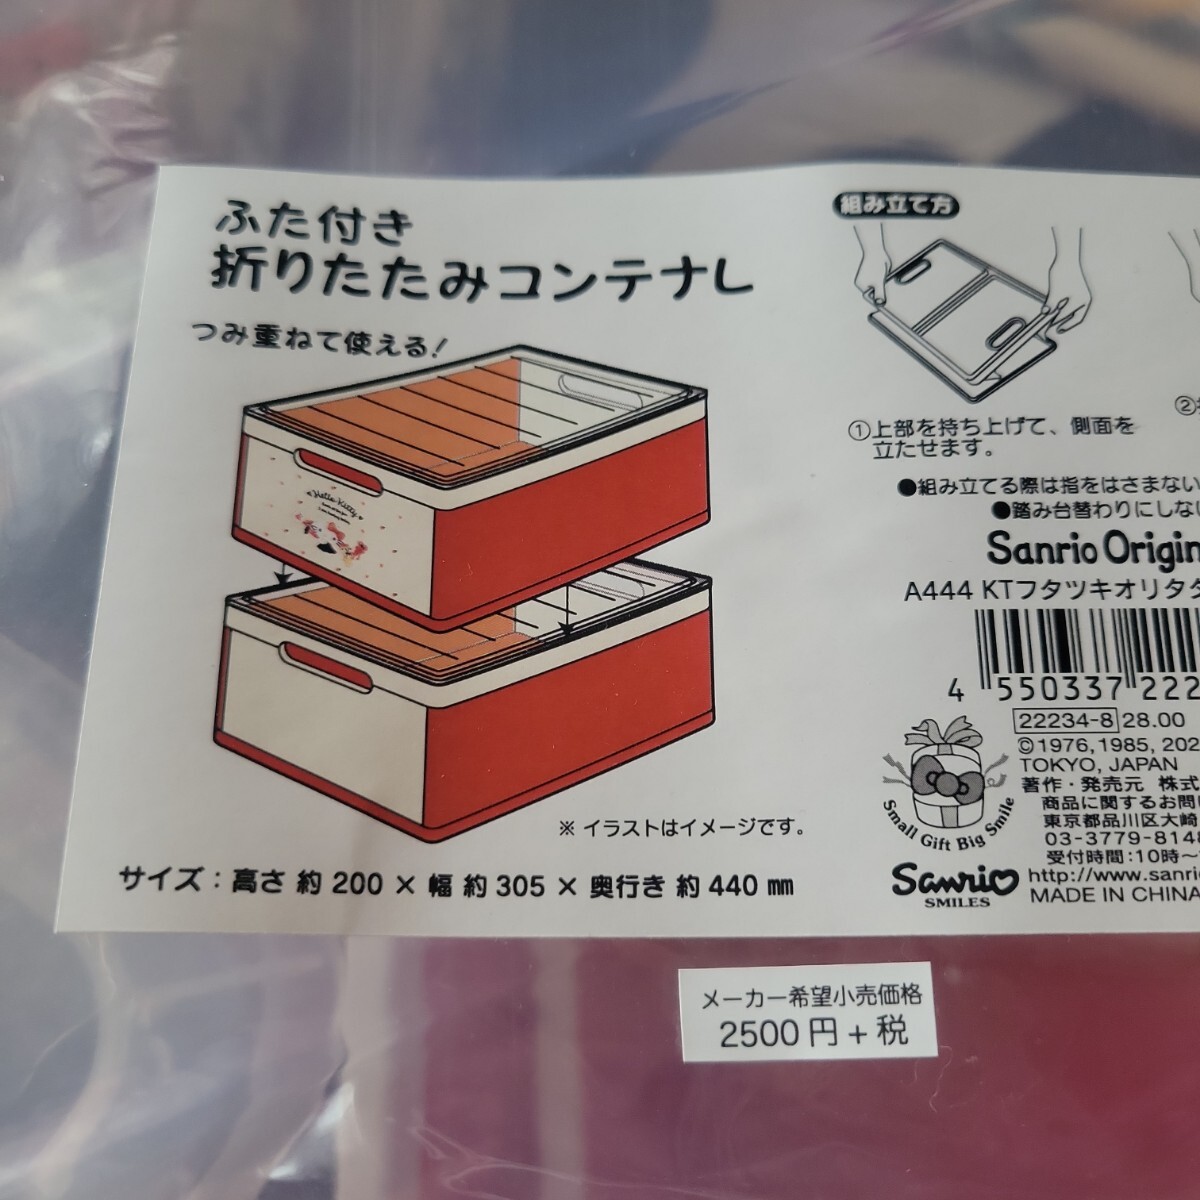 ふた付き
折りたたみコンテナL
つみ重ねて使える!
Hello Kitty
※ イラストはイメージです。
サイズ：高さ 約 200 × 幅 約 305 × 奥行き 約 440 ㎜
組み立て方
①上部を持ち上げて、側面を
立たせます。
②
●組み立てる際は指をはさまない
●踏み台替わりにしない
Sanrio Origin
A444 KTフタツキオリタタ
4 550337 222
22234-8 28.00
©1976, 1985, 202
TOKYO, JAPAN
著作・発売元 株式
商品に関するお問い
東京都品川区大崎
03-3779-8148
受付時間：10時～
http://www.sanrio
MADE IN CHINA
Small Gift Big Smile
Sanrio
SMILES
メーカー希望小売価格
2500円＋税